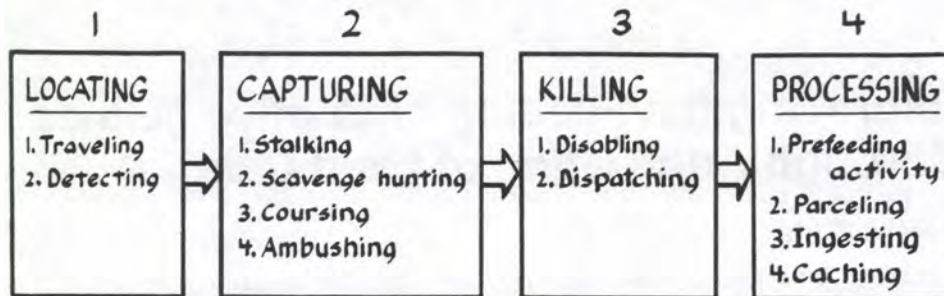 1
LOCATING
1. Traveling
2. Detecting
2
CAPTURING
1. Stalking
2. Scavenge hunting
3. Coursing
4. Ambushing
3
KILLING
1. Disabling
2. Dispatching
4
PROCESSING
1. Prefeeding
activity
2. Parceling
3. Ingesting
4. Caching